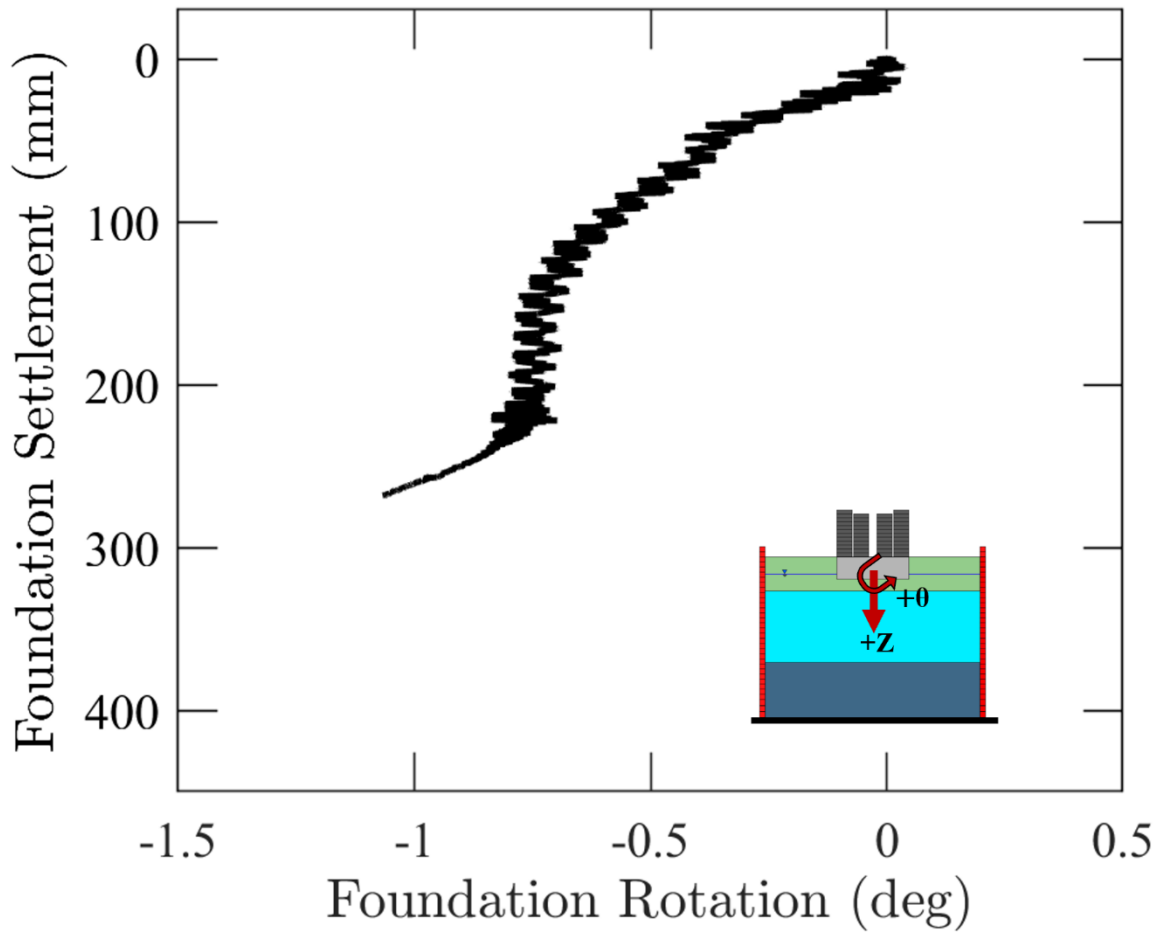 0
100
200
300
400
Foundation Settlement (mm)
+θ
+Z
-1.5 -1 -0.5 0 0.5
Foundation Rotation (deg)